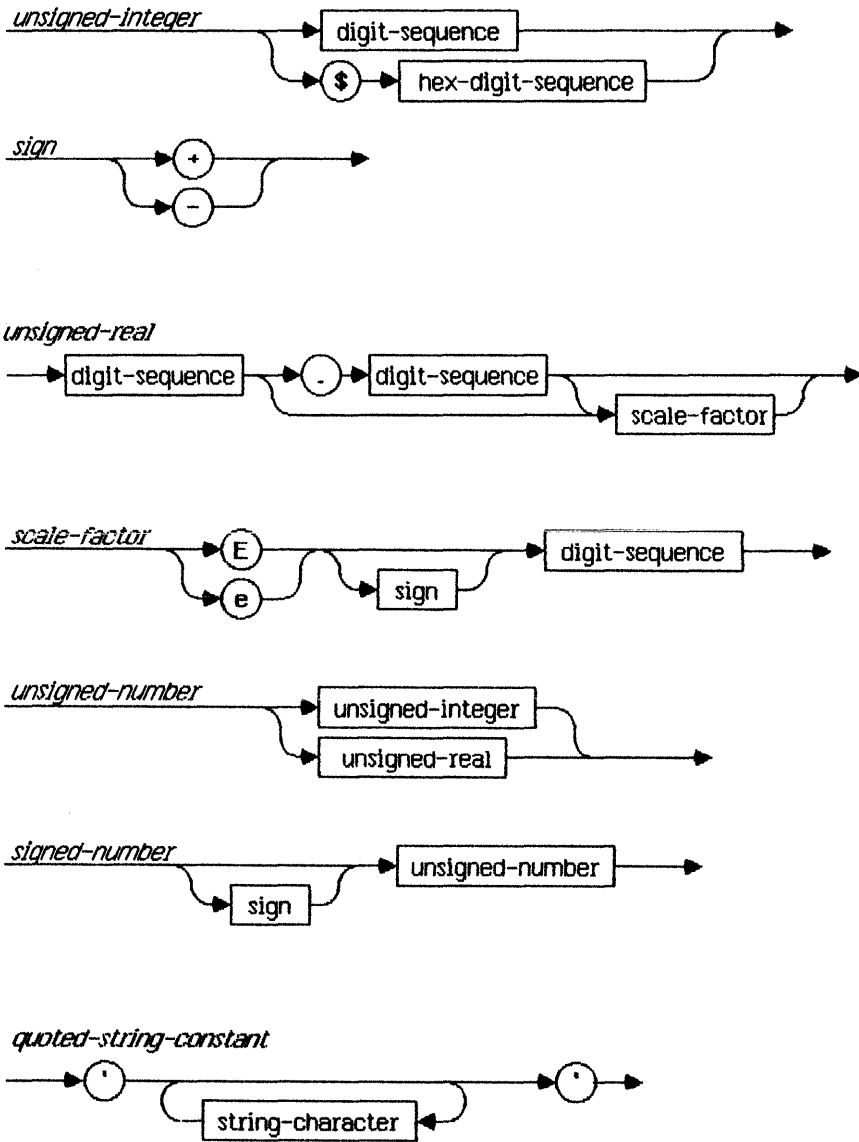 unsigned-integer
digit-sequence
$ hex-digit-sequence
sign
+
-
unsigned-real
digit-sequence . digit-sequence
scale-factor
scale-factor
E digit-sequence
e sign
unsigned-number
unsigned-integer
unsigned-real
signed-number
unsigned-number
sign
quoted-string-constant
' '
string-character